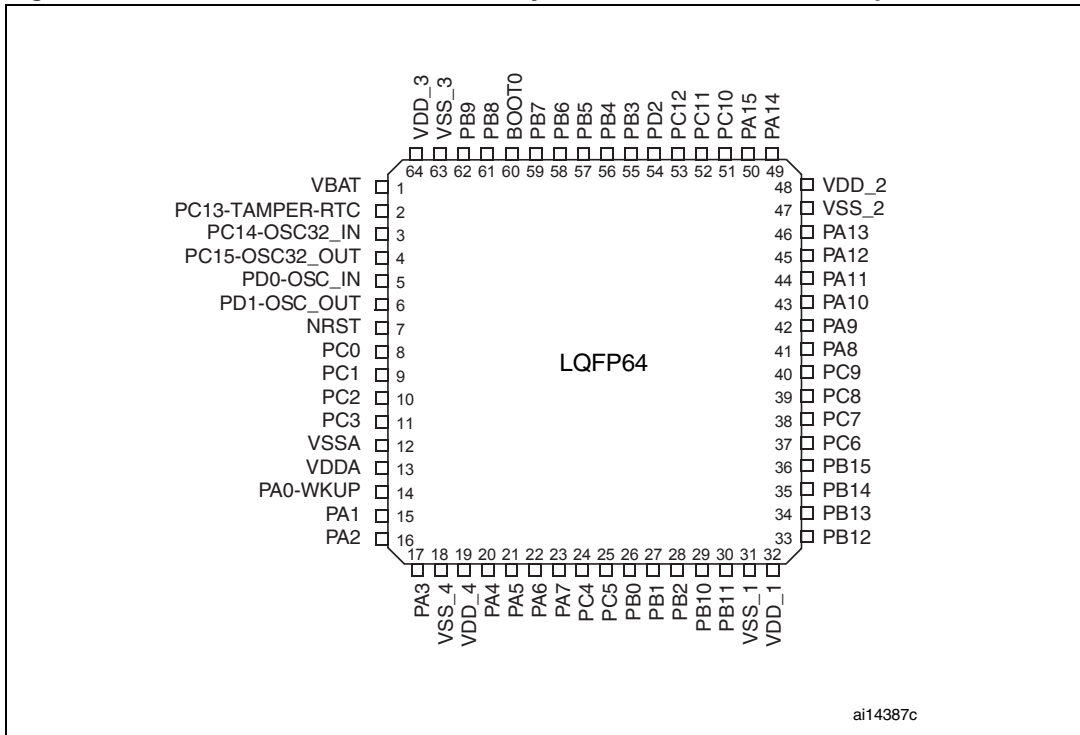 VDD_3
VSS_3
PB9
PB8
BOOT0
PB7
PB6
PB5
PB4
PB3
PD2
PC12
PC11
PC10
PA15
PA14
64 63 62 61 60 59 58 57 56 55 54 53 52 51 50 49
VBAT 1
PC13-TAMPER-RTC 2
PC14-OSC32_IN 3
PC15-OSC32_OUT 4
PD0-OSC_IN 5
PD1-OSC_OUT 6
NRST 7
PC0 8
PC1 9
PC2 10
PC3 11
VSSA 12
VDDA 13
PA0-WKUP 14
PA1 15
PA2 16
LQFP64
48 VDD_2
47 VSS_2
46 PA13
45 PA12
44 PA11
43 PA10
42 PA9
41 PA8
40 PC9
39 PC8
38 PC7
37 PC6
36 PB15
35 PB14
34 PB13
33 PB12
17 18 19 20 21 22 23 24 25 26 27 28 29 30 31 32
PA3
VSS_4
VDD_4
PA4
PA5
PA6
PA7
PC4
PC5
PB0
PB1
PB2
PB10
PB11
VSS_1
VDD_1
ai14387c